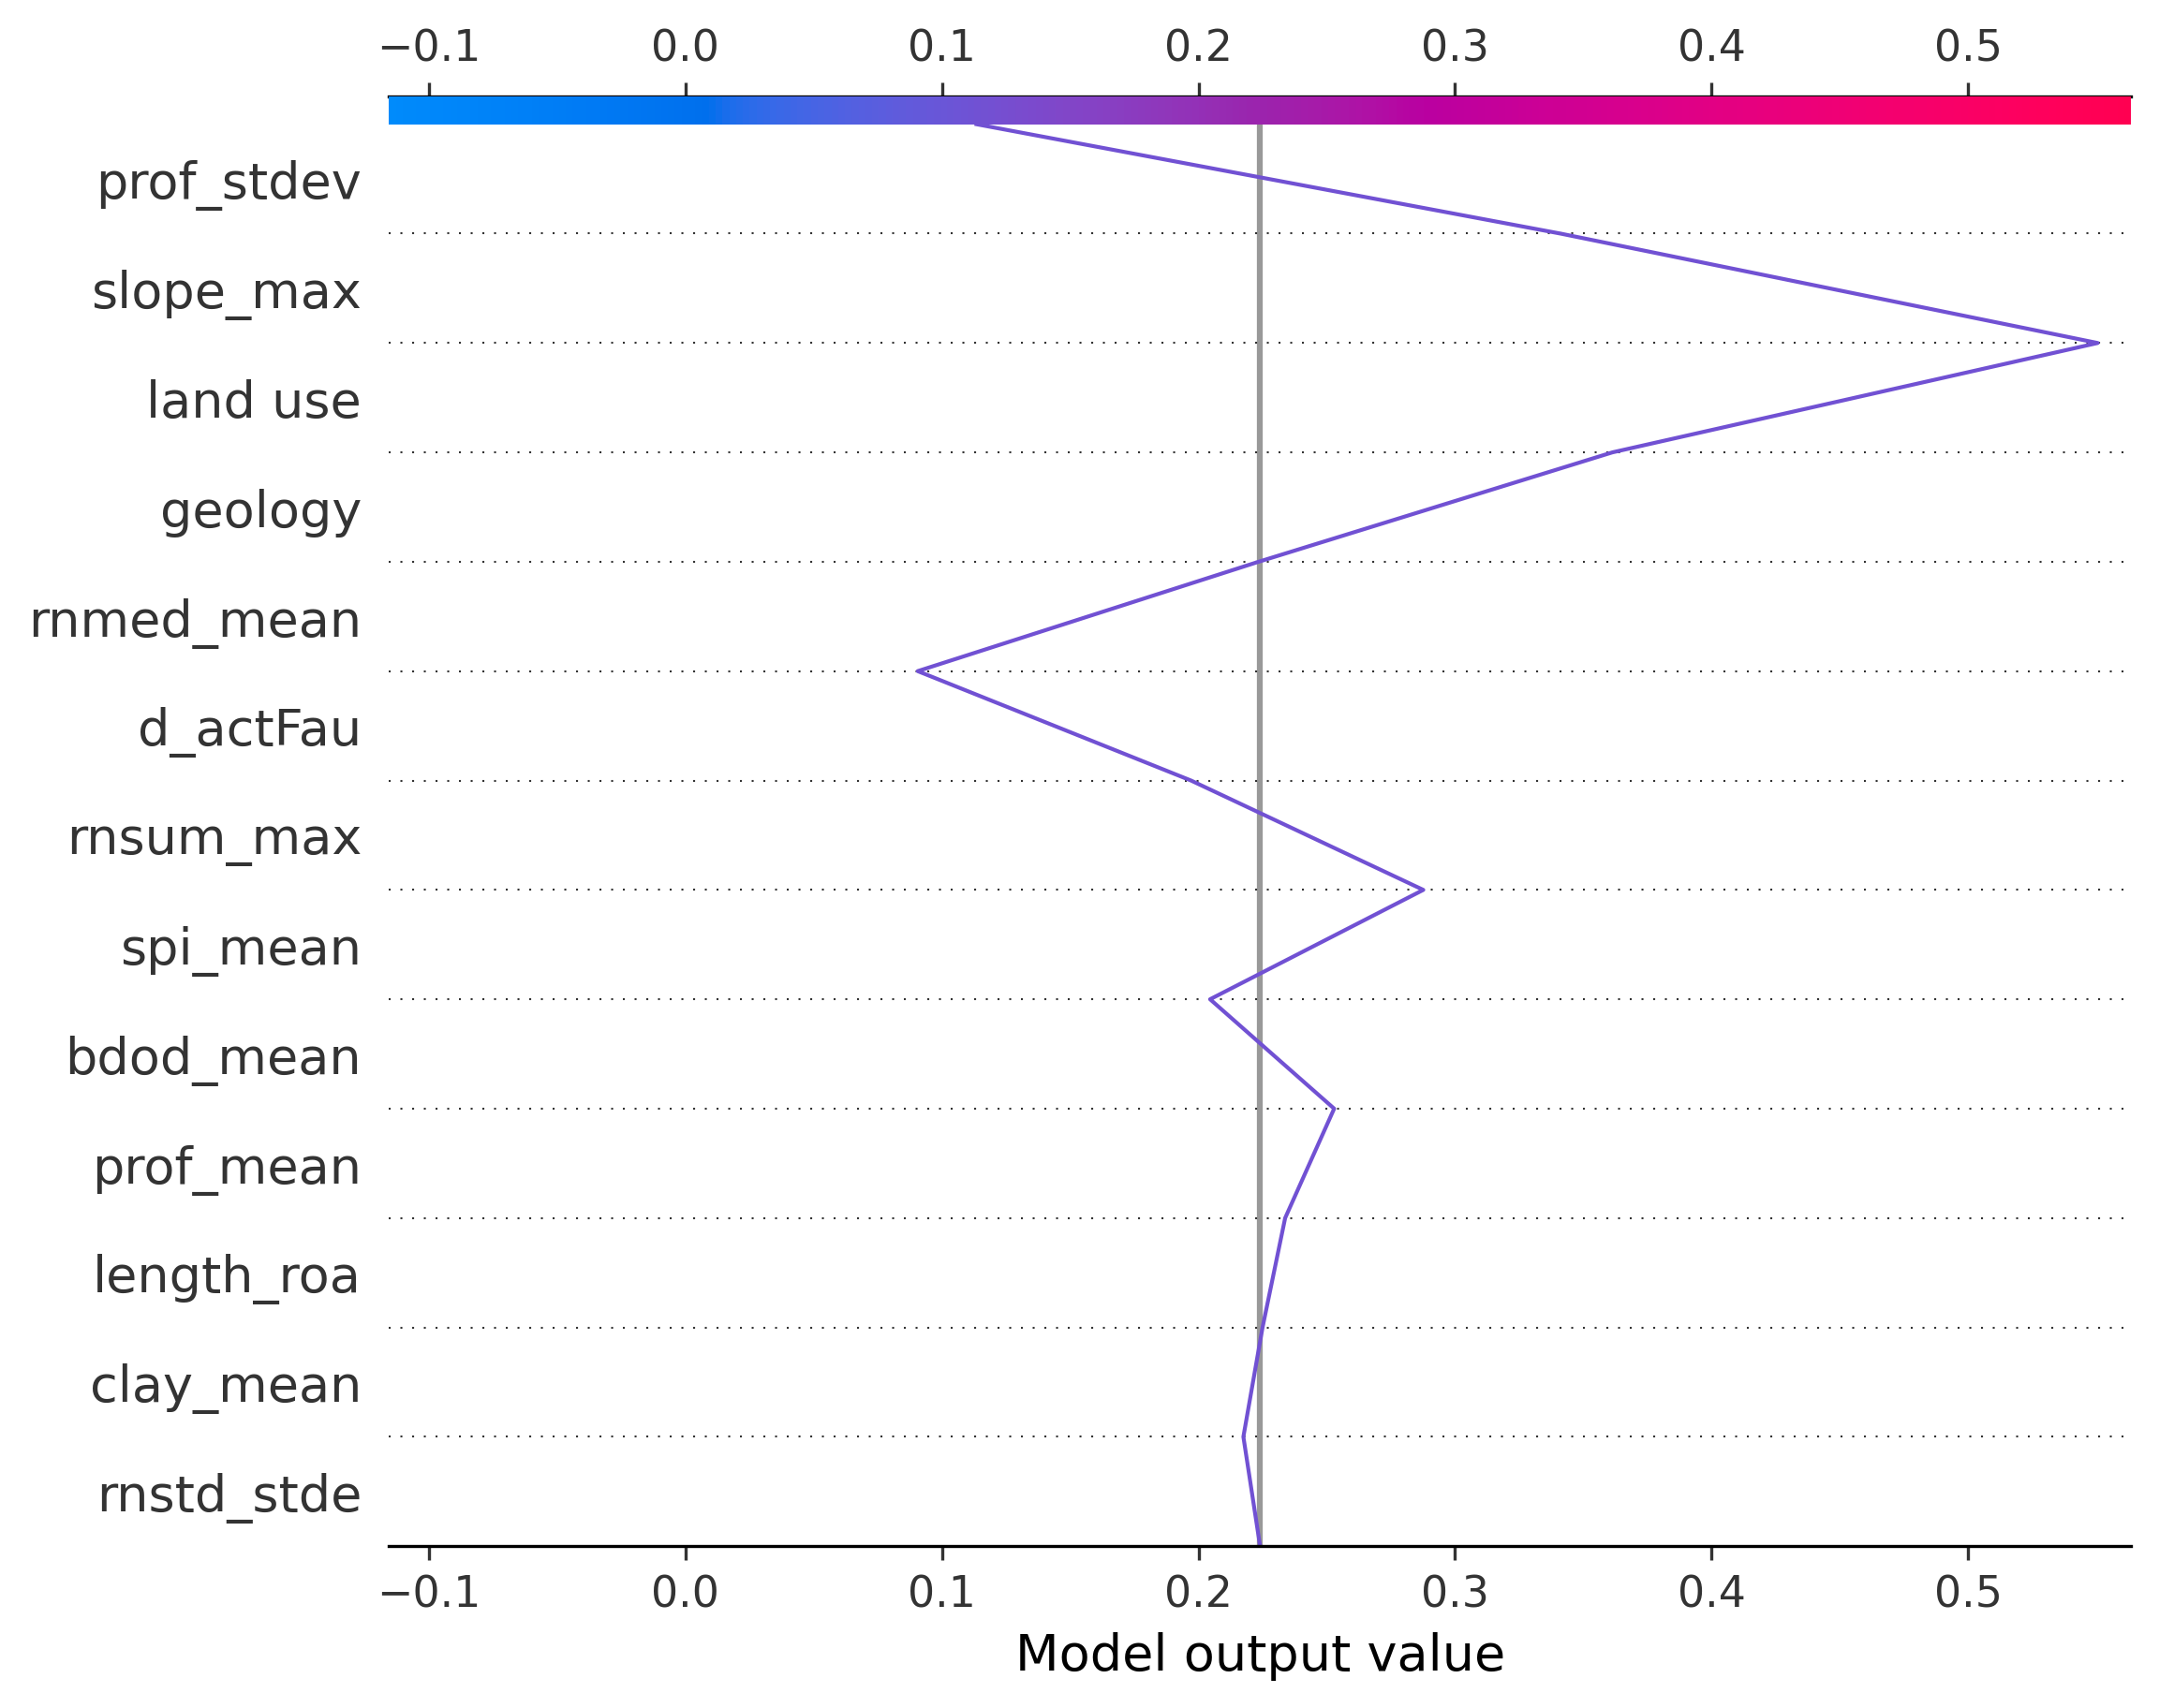 −0.1 0.0 0.1 0.2 0.3 0.4 0.5
prof_stdev
slope_max
land use
geology
rnmed_mean
d_actFau
rnsum_max
spi_mean
bdod_mean
prof_mean
length_roa
clay_mean
rnstd_stde
−0.1 0.0 0.1 0.2 0.3 0.4 0.5
Model output value